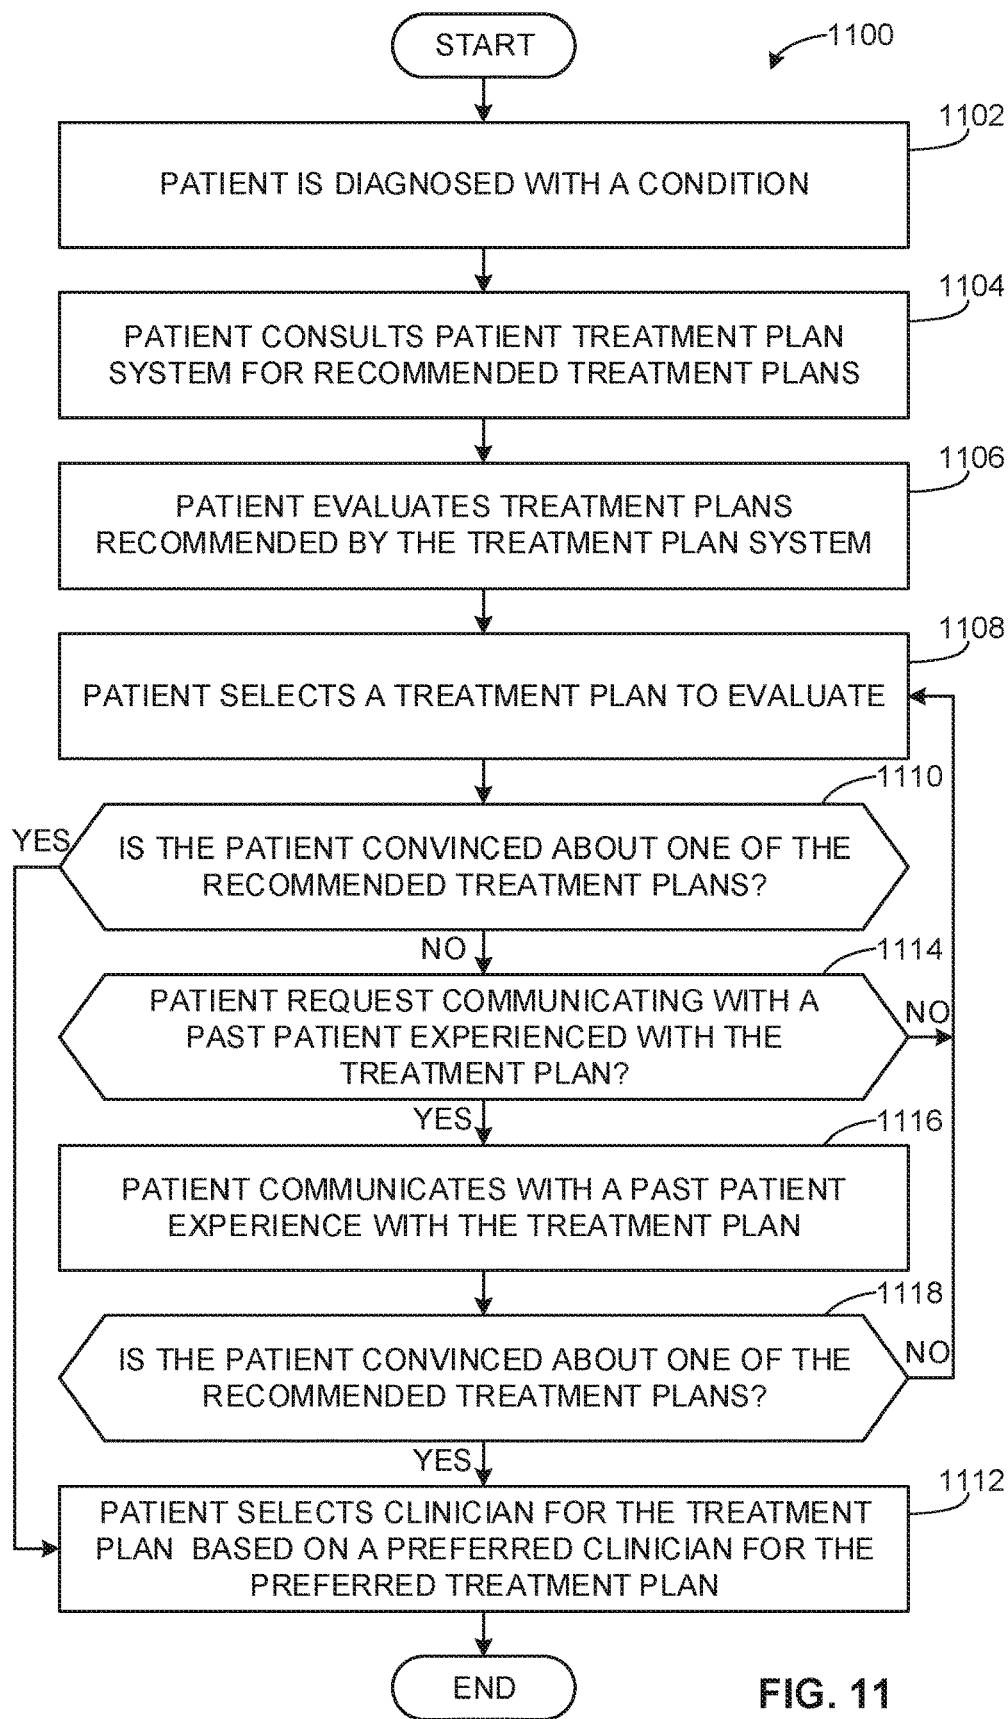 START
1100
1102
PATIENT IS DIAGNOSED WITH A CONDITION
1104
PATIENT CONSULTS PATIENT TREATMENT PLAN
SYSTEM FOR RECOMMENDED TREATMENT PLANS
1106
PATIENT EVALUATES TREATMENT PLANS
RECOMMENDED BY THE TREATMENT PLAN SYSTEM
1108
PATIENT SELECTS A TREATMENT PLAN TO EVALUATE
1110
YES
IS THE PATIENT CONVINCED ABOUT ONE OF THE
RECOMMENDED TREATMENT PLANS?
NO
1114
PATIENT REQUEST COMMUNICATING WITH A
PAST PATIENT EXPERIENCED WITH THE
TREATMENT PLAN?
NO
YES
1116
PATIENT COMMUNICATES WITH A PAST PATIENT
EXPERIENCE WITH THE TREATMENT PLAN
1118
IS THE PATIENT CONVINCED ABOUT ONE OF THE
RECOMMENDED TREATMENT PLANS?
NO
YES
1112
PATIENT SELECTS CLINICIAN FOR THE TREATMENT
PLAN BASED ON A PREFERRED CLINICIAN FOR THE
PREFERRED TREATMENT PLAN
END
FIG. 11